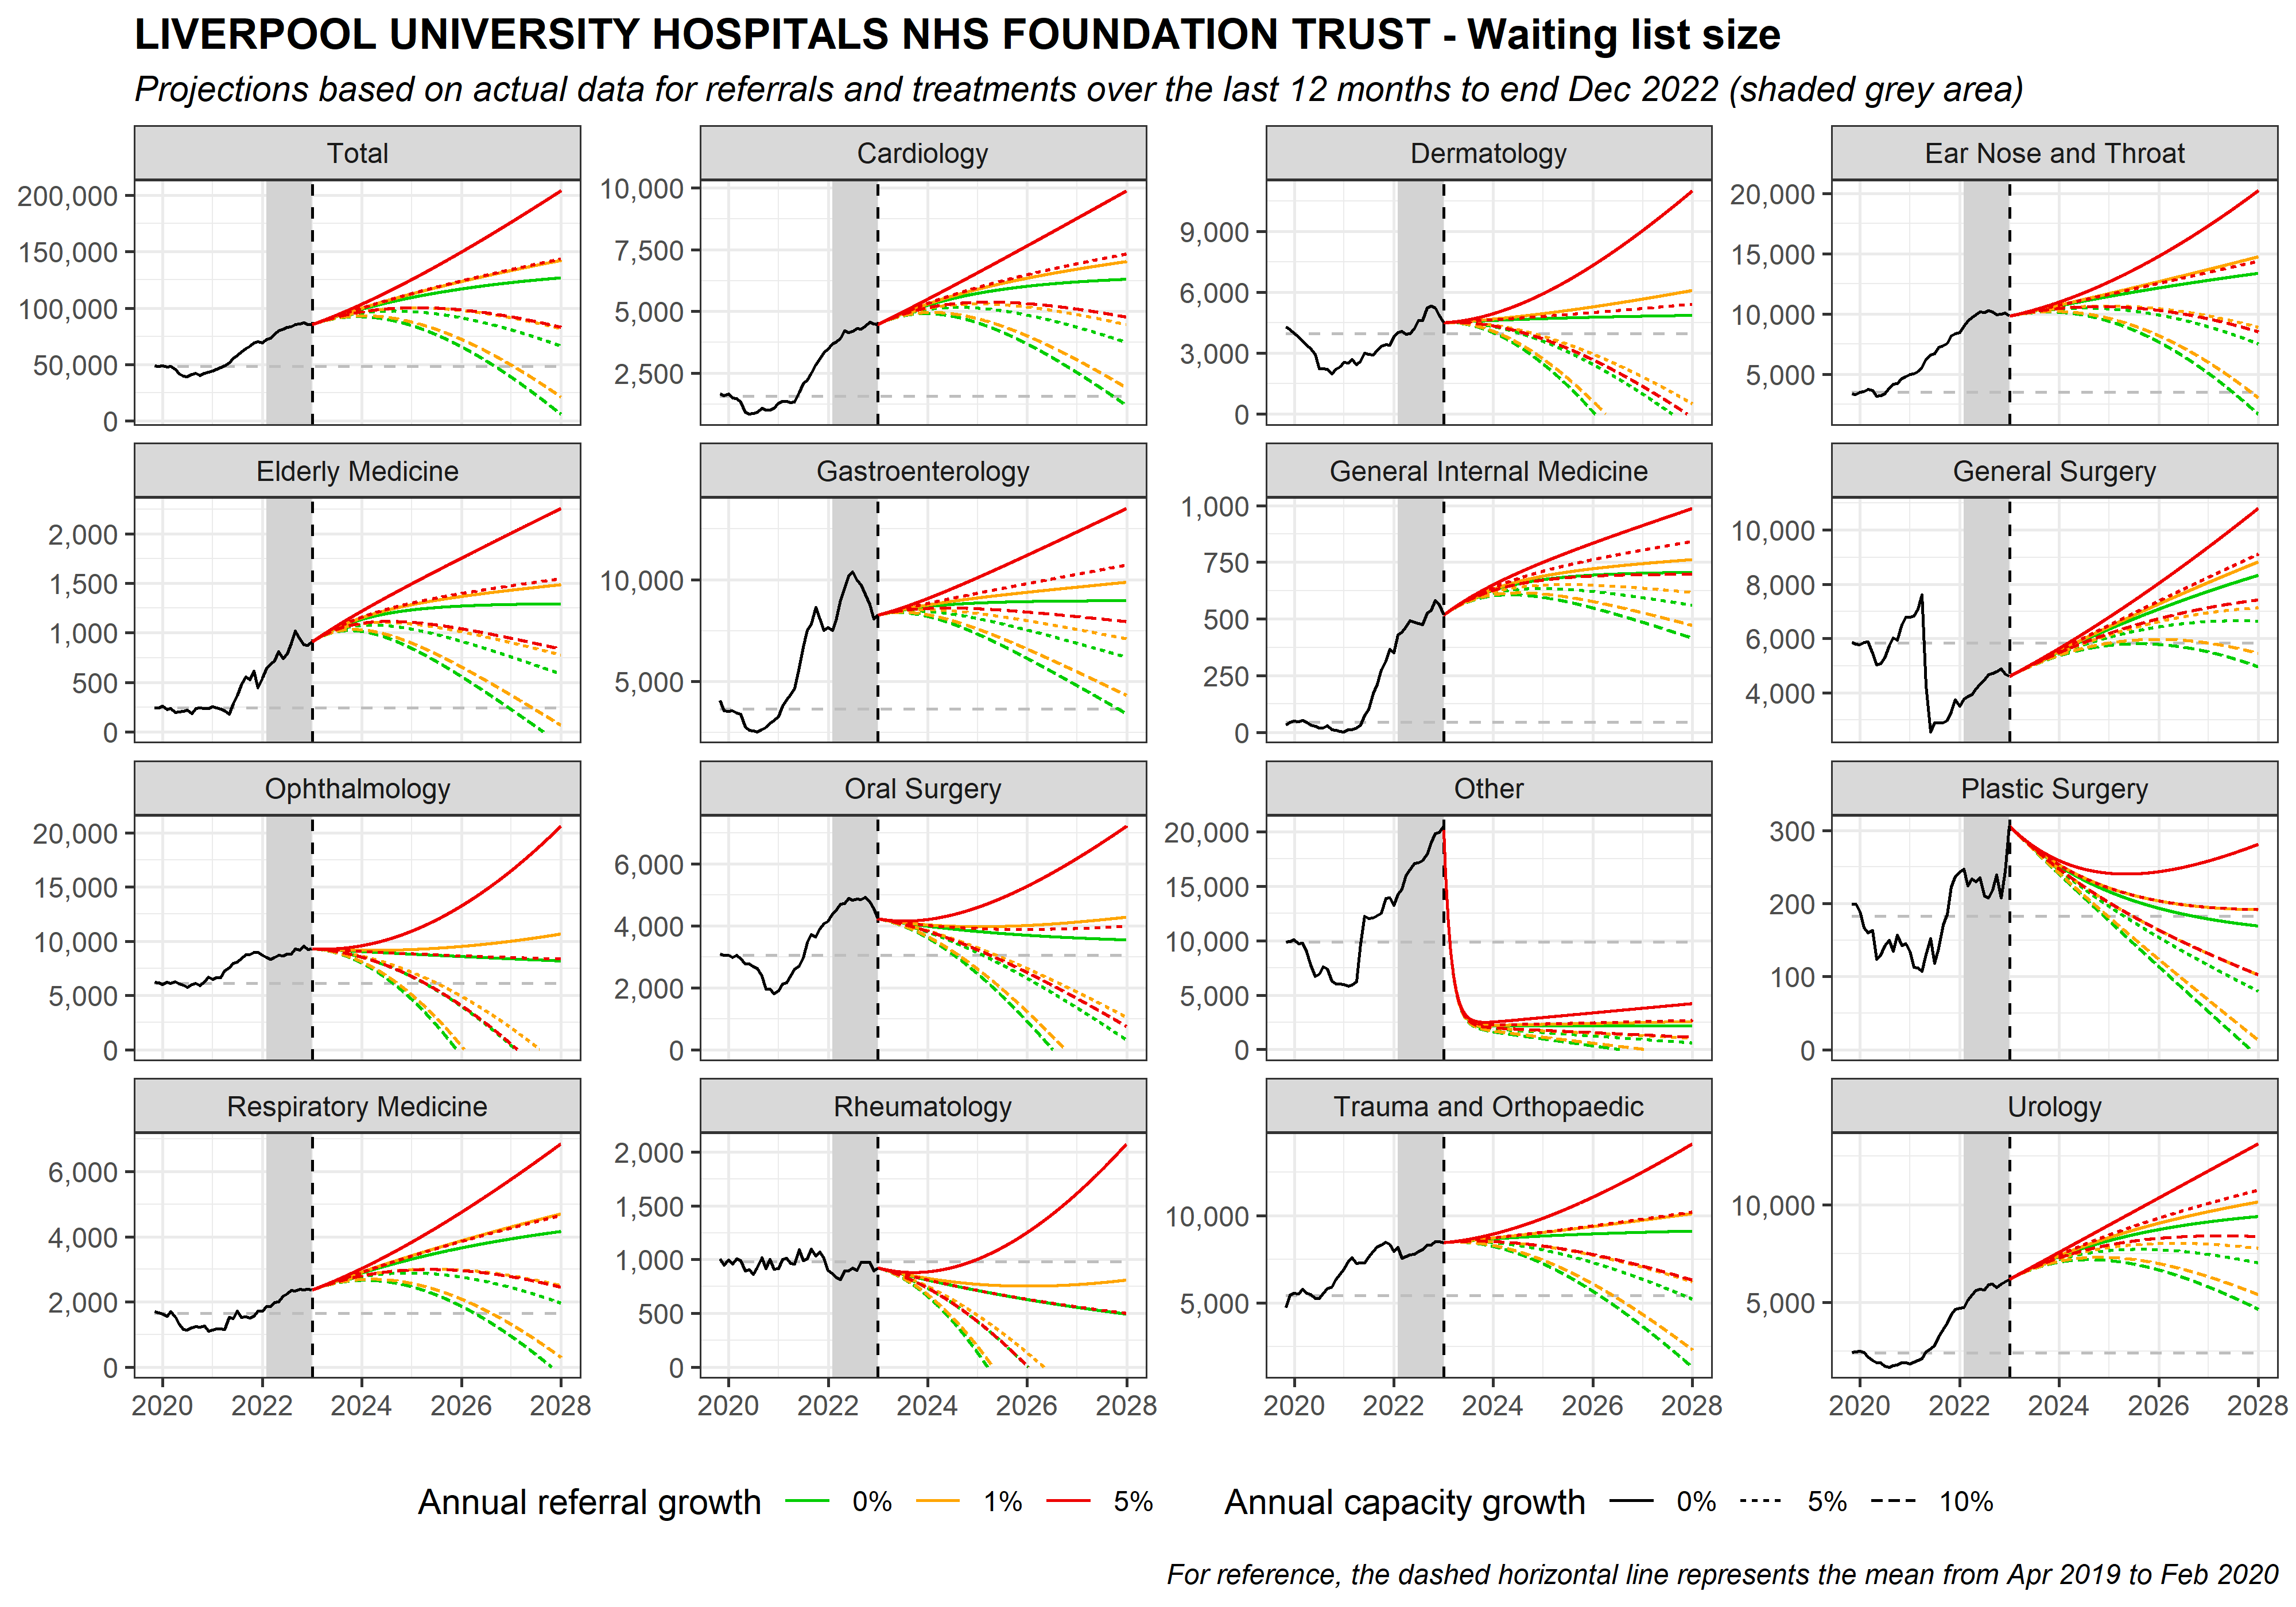 LIVERPOOL UNIVERSITY HOSPITALS NHS FOUNDATION TRUST - Waiting list size
Projections based on actual data for referrals and treatments over the last 12 months to end Dec 2022 (shaded grey area)
Total
200,000
150,000
100,000
50,000
0
Cardiology
10,000
7,500
5,000
2,500
Dermatology
9,000
6,000
3,000
0
Ear Nose and Throat
20,000
15,000
10,000
5,000
Elderly Medicine
2,000
1,500
1,000
500
0
Gastroenterology
10,000
5,000
General Internal Medicine
1,000
750
500
250
0
General Surgery
10,000
8,000
6,000
4,000
Ophthalmology
20,000
15,000
10,000
5,000
0
Oral Surgery
6,000
4,000
2,000
0
Other
20,000
15,000
10,000
5,000
0
Plastic Surgery
300
200
100
0
Respiratory Medicine
6,000
4,000
2,000
0
2020 2022 2024 2026 2028
Rheumatology
2,000
1,500
1,000
500
0
2020 2022 2024 2026 2028
Trauma and Orthopaedic
10,000
5,000
2020 2022 2024 2026 2028
Urology
10,000
5,000
2020 2022 2024 2026 2028
Annual referral growth 0% 1% 5% Annual capacity growth 0% 5% 10%
For reference, the dashed horizontal line represents the mean from Apr 2019 to Feb 2020